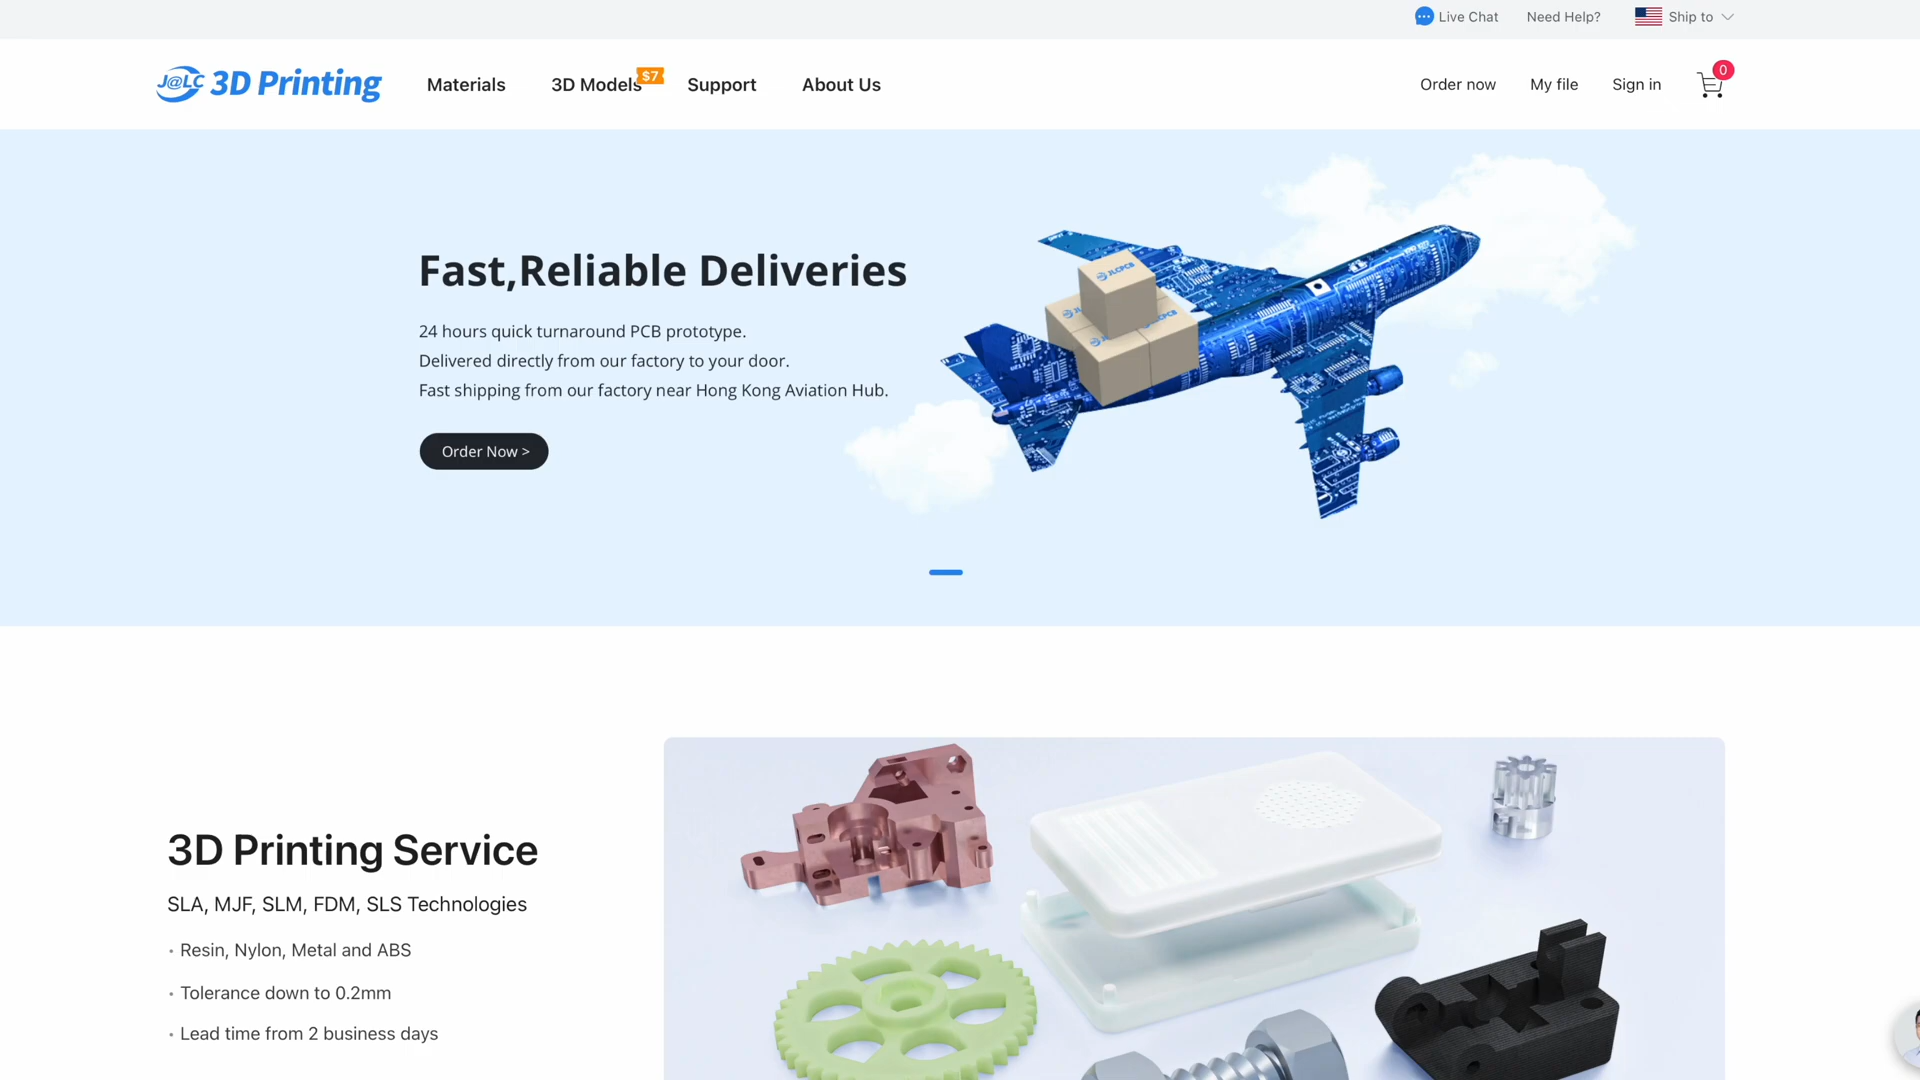 Live Chat
Need Help?
Ship to
J@LC 3D Printing
Materials
3D Models
$7
Support
About Us
Order now
My file
Sign in
0
Fast,Reliable Deliveries
24 hours quick turnaround PCB prototype.
Delivered directly from our factory to your door.
Fast shipping from our factory near Hong Kong Aviation Hub.
Order Now >
JLCPCB
3D Printing Service
SLA, MJF, SLM, FDM, SLS Technologies
• Resin, Nylon, Metal and ABS
• Tolerance down to 0.2mm
• Lead time from 2 business days